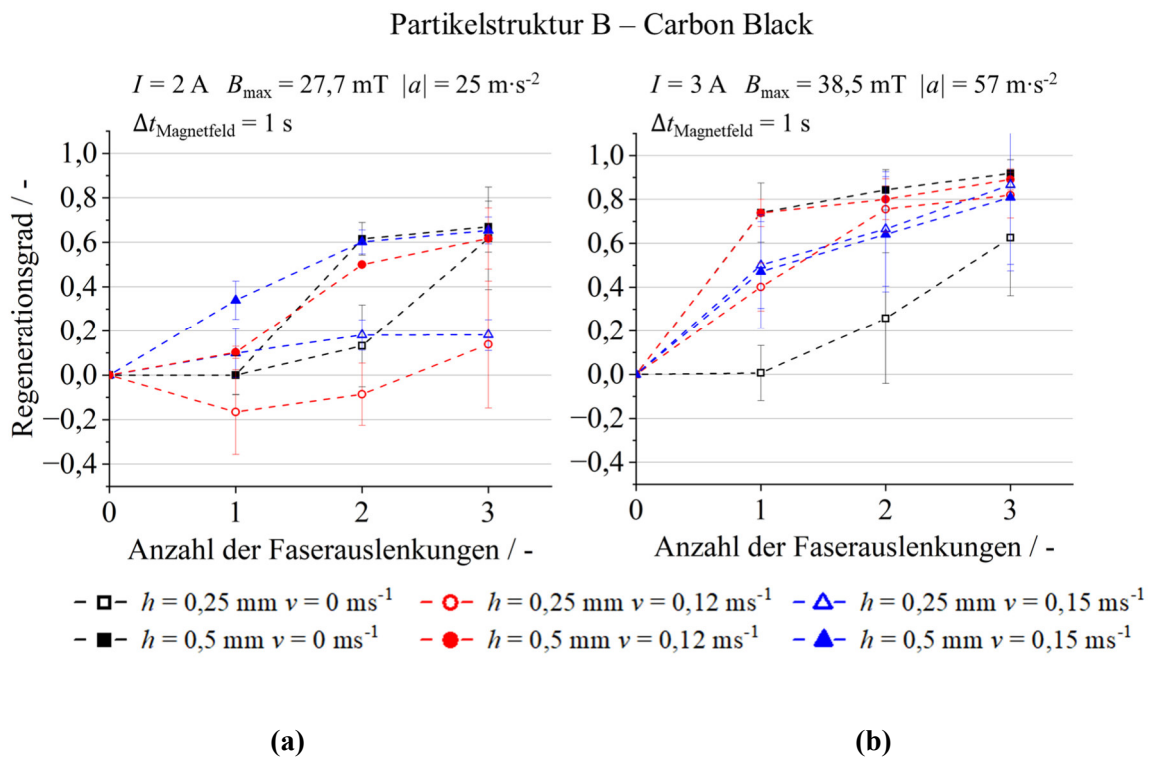 Partikelstruktur B – Carbon Black
I = 2 A B_max = 27,7 mT |a| = 25 m·s⁻²
Δt_Magnetfeld = 1 s
I = 3 A B_max = 38,5 mT |a| = 57 m·s⁻²
Δt_Magnetfeld = 1 s
Regenerationsgrad / -
1,0
0,8
0,6
0,4
0,2
0,0
−0,2
−0,4
0 1 2 3
Anzahl der Faserauslenkungen / -
1,0
0,8
0,6
0,4
0,2
0,0
−0,2
−0,4
0 1 2 3
Anzahl der Faserauslenkungen / -
h = 0,25 mm v = 0 ms⁻¹ h = 0,25 mm v = 0,12 ms⁻¹ h = 0,25 mm v = 0,15 ms⁻¹
h = 0,5 mm v = 0 ms⁻¹ h = 0,5 mm v = 0,12 ms⁻¹ h = 0,5 mm v = 0,15 ms⁻¹
(a) (b)